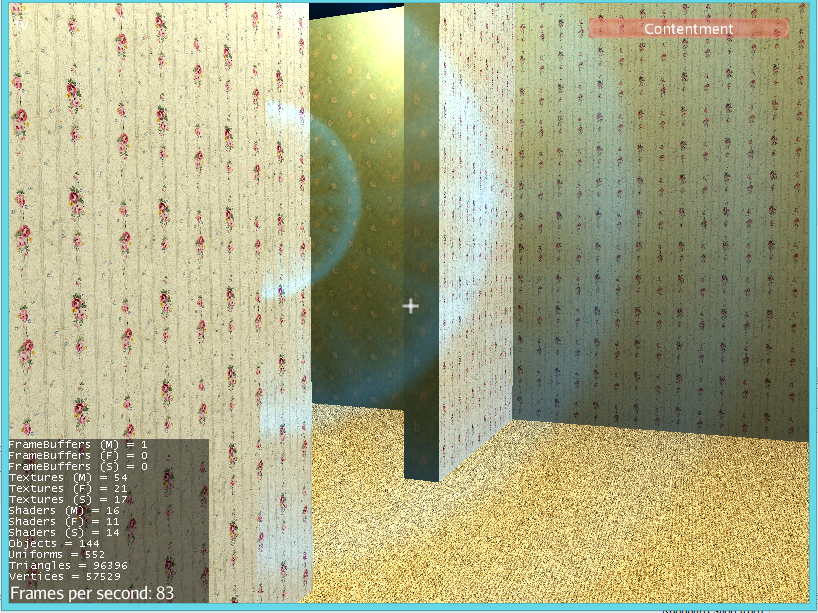 Contentment
FrameBuffers (M) = 1
FrameBuffers (F) = 0
FrameBuffers (S) = 0
Textures (M) = 54
Textures (F) = 21
Textures (S) = 17
Shaders (M) = 16
Shaders (F) = 11
Shaders (S) = 14
Objects = 144
Uniforms = 552
Triangles = 96396
Vertices = 57529
Frames per second: 83